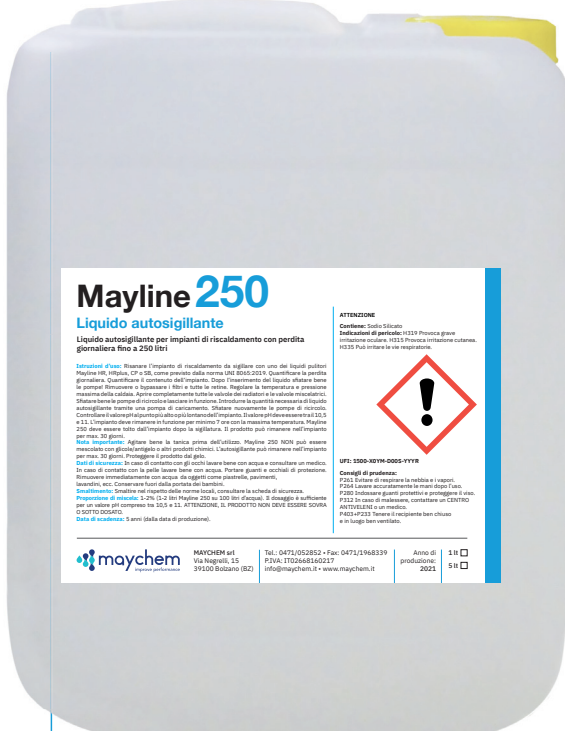 Mayline 250
Liquido autosigillante
Liquido autosigillante per impianti di riscaldamento con perdita
giornaliera fino a 250 litri
Istruzioni d'uso: Risanare l'impianto di riscaldamento da sigillare con uno dei liquidi pulitori
Mayline HR, HRplus, CP o SB, come previsto dalla norma UNI 8065:2019. Quantificare la perdita
giornaliera. Quantificare il contenuto dell'impianto. Dopo l'inserimento del liquido sfiatare bene
le pompe! Rimuovere o bypassare i filtri e tutte le retine. Regolare la temperatura e pressione
massima della caldaia. Aprire completamente tutte le valvole dei radiatori e le valvole miscelatrici.
Sfiatare bene le pompe di ricircolo e lasciare in funzione. Introdurre la quantità necessaria di liquido
autosigillante tramite una pompa di caricamento. Sfiatare nuovamente le pompe di ricircolo.
Controllare il valore pH al punto più alto o più lontano dell'impianto. Il valore pH deve essere tra il 10,5
e 11. L'impianto deve rimanere in funzione per minimo 7 ore con la massima temperatura. Mayline
250 deve essere tolto dall'impianto dopo la sigillatura. Il prodotto può rimanere nell'impianto
per max. 30 giorni.
Nota importante: Agitare bene la tanica prima dell'utilizzo. Mayline 250 NON può essere
mescolato con glicole/antigelo o altri prodotti chimici. L'autosigillante può rimanere nell'impianto
per max. 30 giorni. Proteggere il prodotto dal gelo.
Dati di sicurezza: In caso di contatto con gli occhi lavare bene con acqua e consultare un medico.
In caso di contatto con la pelle lavare bene con acqua. Portare guanti e occhiali di protezione.
Rimuovere immediatamente con acqua da oggetti come piastrelle, pavimenti,
lavandini, ecc. Conservare fuori dalla portata dei bambini.
Smaltimento: Smaltire nel rispetto delle norme locali, consultare la scheda di sicurezza.
Proporzione di miscela: 1-2% (1-2 litri Mayline 250 su 100 litri d'acqua). Il dosaggio è sufficiente
per un valore pH compreso tre 10,5 e 11. ATTENZIONE, IL PRODOTTO NON DEVE ESSERE SOVRA
O SOTTO DOSATO.
Data di scadenza: 5 anni (dalla data di produzione).
ATTENZIONE
Contiene: Sodio Silicato
Indicazioni di pericolo: H319 Provoca grave
irritazione oculare. H315 Provoca irritazione cutanea.
H335 Può irritare le vie respiratorie.
UFI: 5500-X0YM-D00S-YYYR
Consigli di prudenza:
P261 Evitare di respirare la nebbia e i vapori.
P264 Lavare accuratamente le mani dopo l'uso.
P280 Indossare guanti protettivi e proteggere il viso.
P312 In caso di malessere, contattare un CENTRO
ANTIVELENI o un medico.
P403+P233 Tenere il recipiente ben chiuso
e in luogo ben ventilato.
maychem
improve performance
MAYCHEM srl
Via Negrelli, 15
39100 Bolzano (BZ)
Tel.: 0471/052852 • Fax: 0471/1968339
P.IVA: IT02668160217
info@maychem.it • www.maychem.it
Anno di
produzione:
2021
1 lt
5 lt